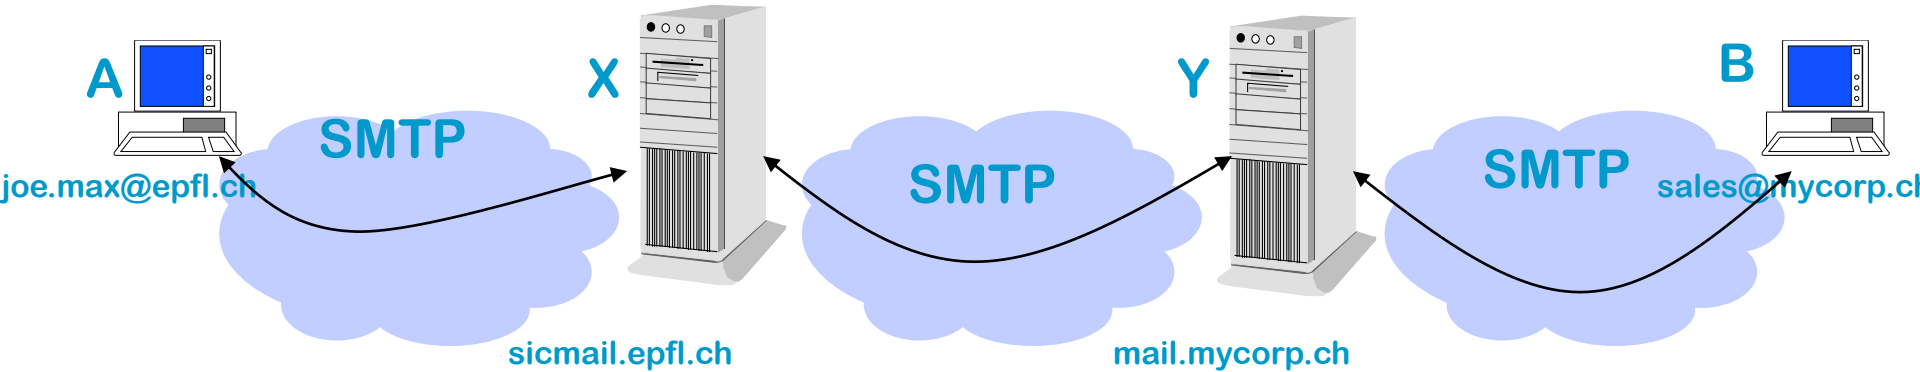 A
X
Y
B
SMTP
SMTP
SMTP
joe.max@epfl.ch
sales@mycorp.ch
sicmail.epfl.ch
mail.mycorp.ch